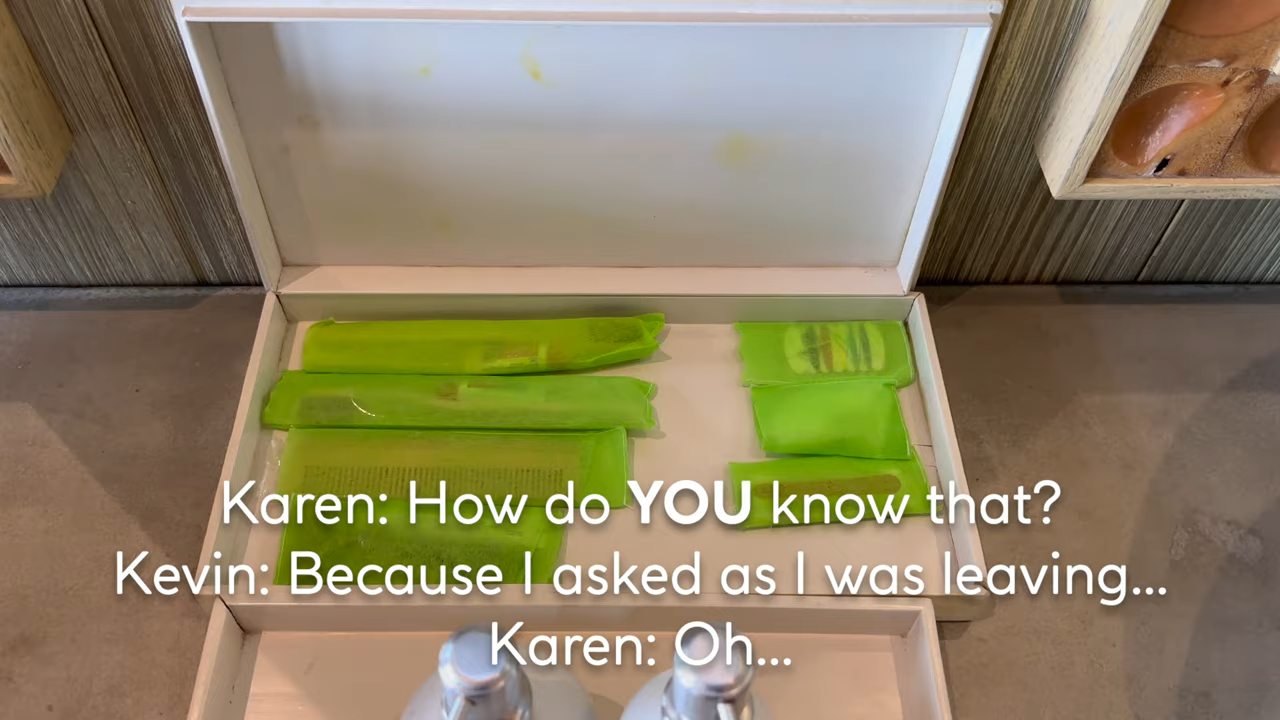 Karen: How do YOU know that?
Kevin: Because I asked as I was leaving...
Karen: Oh...